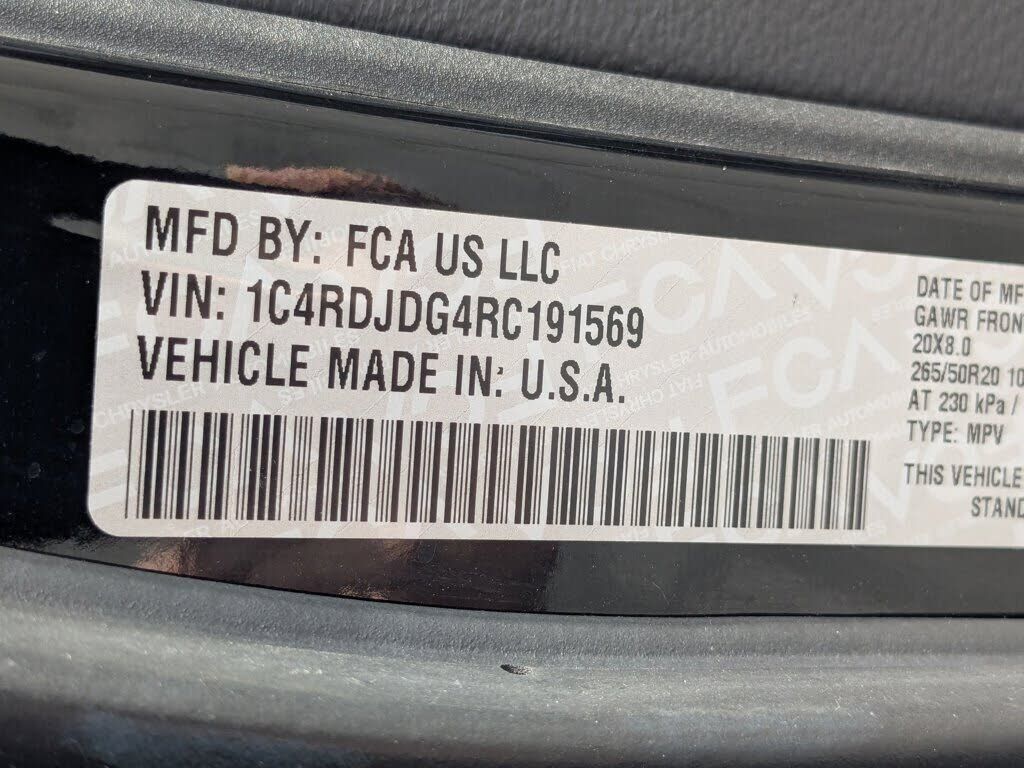 MFD BY: FCA US LLC
VIN: 1C4RDJDG4RC191569
VEHICLE MADE IN: U.S.A.
DATE OF MF
GAWR FRON
20X8.0
265/50R20 10
AT 230 kPa /
TYPE: MPV
THIS VEHICLE
STAND